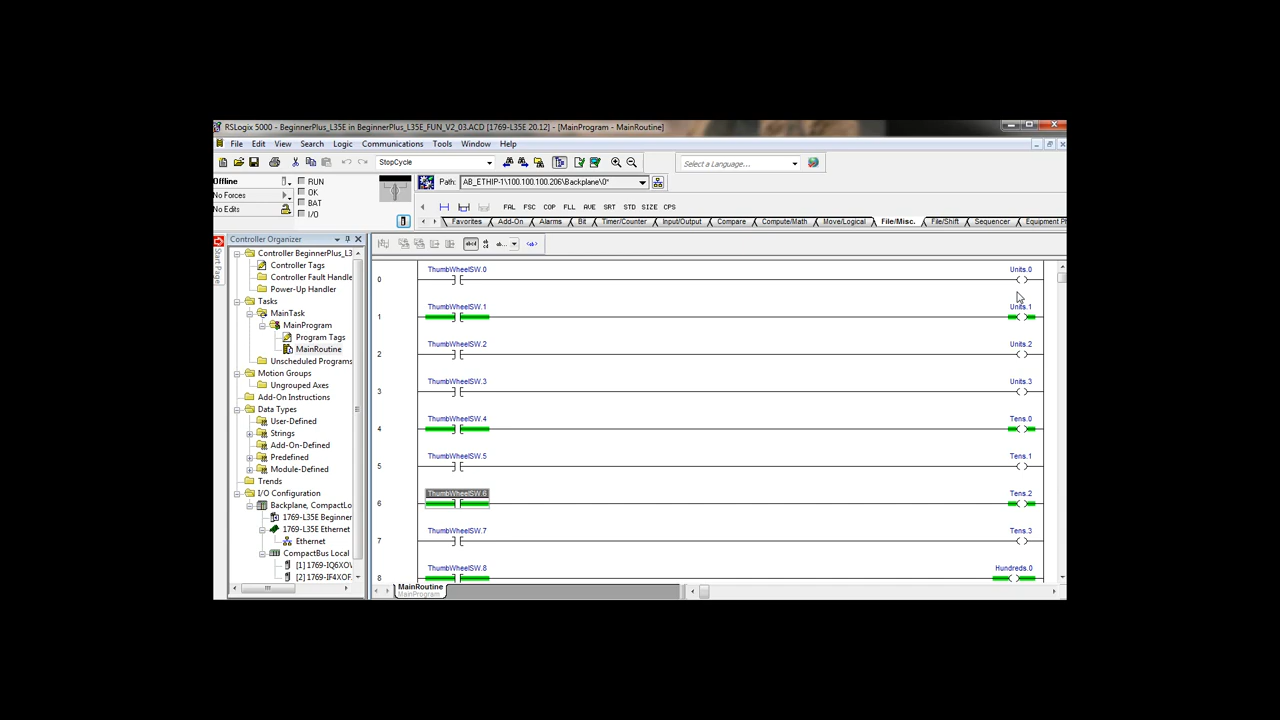 RSLogix 5000 - BeginnerPlus_L35E in BeginnerPlus_L35E_FUN_V2_03.ACD [1769-L35E 20.12] - [MainProgram - MainRoutine]
File Edit View Search Logic Communications Tools Window Help
StopCycle
Select a Language...
Offline
No Forces
No Edits
RUN
OK
BAT
I/O
Path: AB_ETHIP-1\100.100.100.206\Backplane\0*
FAL FSC COP FLL AVE SRT STD SIZE CPS
Favorites Add-On Alarms Bit Timer/Counter Input/Output Compare Compute/Math Move/Logical File/Misc. File/Shift Sequencer Equipment P
Start Page
Controller Organizer
Controller BeginnerPlus_L3
Controller Tags
Controller Fault Handle
Power-Up Handler
Tasks
MainTask
MainProgram
Program Tags
MainRoutine
Unscheduled Programs
Motion Groups
Ungrouped Axes
Add-On Instructions
Data Types
User-Defined
Strings
Add-On-Defined
Predefined
Module-Defined
Trends
I/O Configuration
Backplane, CompactLo
1769-L35E Beginner
1769-L35E Ethernet
Ethernet
CompactBus Local
[1] 1769-IQ6XOW
[2] 1769-IF4XOF
ThumbWheelSW.0 Units.0
0
ThumbWheelSW.1 Units.1
1
ThumbWheelSW.2 Units.2
2
ThumbWheelSW.3 Units.3
3
ThumbWheelSW.4 Tens.0
4
ThumbWheelSW.5 Tens.1
5
ThumbWheelSW.6 Tens.2
6
ThumbWheelSW.7 Tens.3
7
ThumbWheelSW.8 Hundreds.0
8
MainRoutine
MainProgram